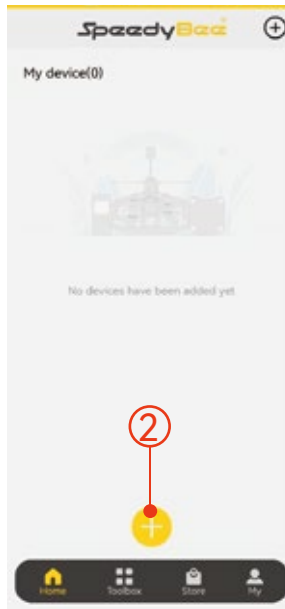 SpeedyBee
My device(0)
No devices have been added yet
②
Home Toolbox Store My